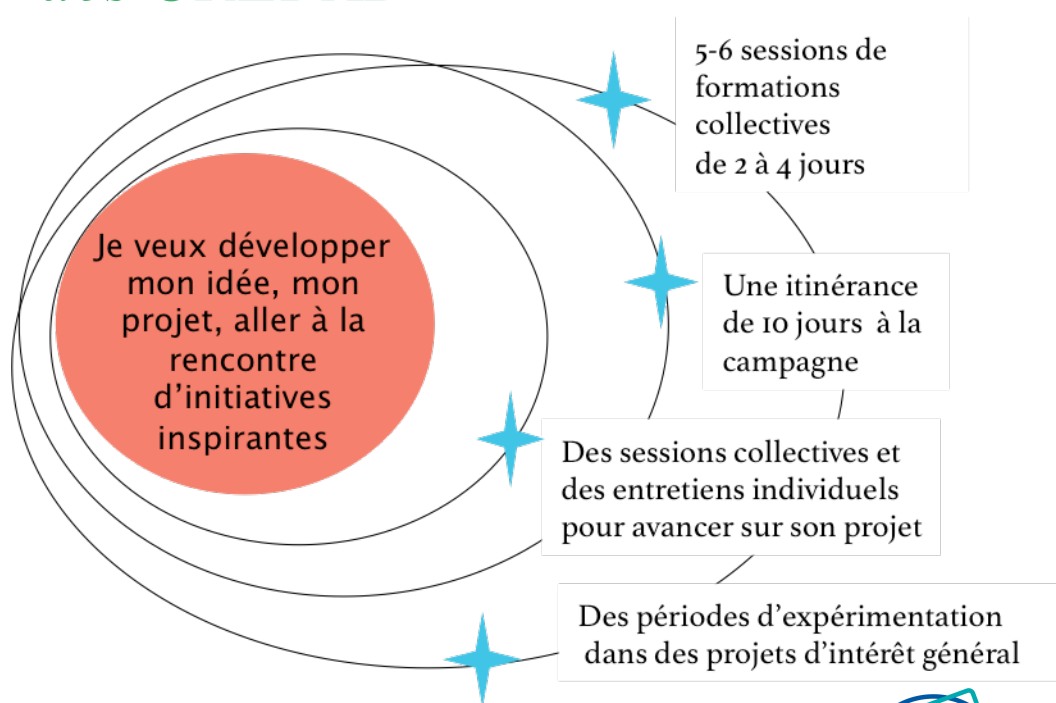 5-6 sessions de
formations
collectives
de 2 à 4 jours
Je veux développer
mon idée, mon
projet, aller à la
rencontre
d'initiatives
inspirantes
Une itinérance
de 10 jours à la
campagne
Des sessions collectives et
des entretiens individuels
pour avancer sur son projet
Des périodes d'expérimentation
dans des projets d'intérêt général